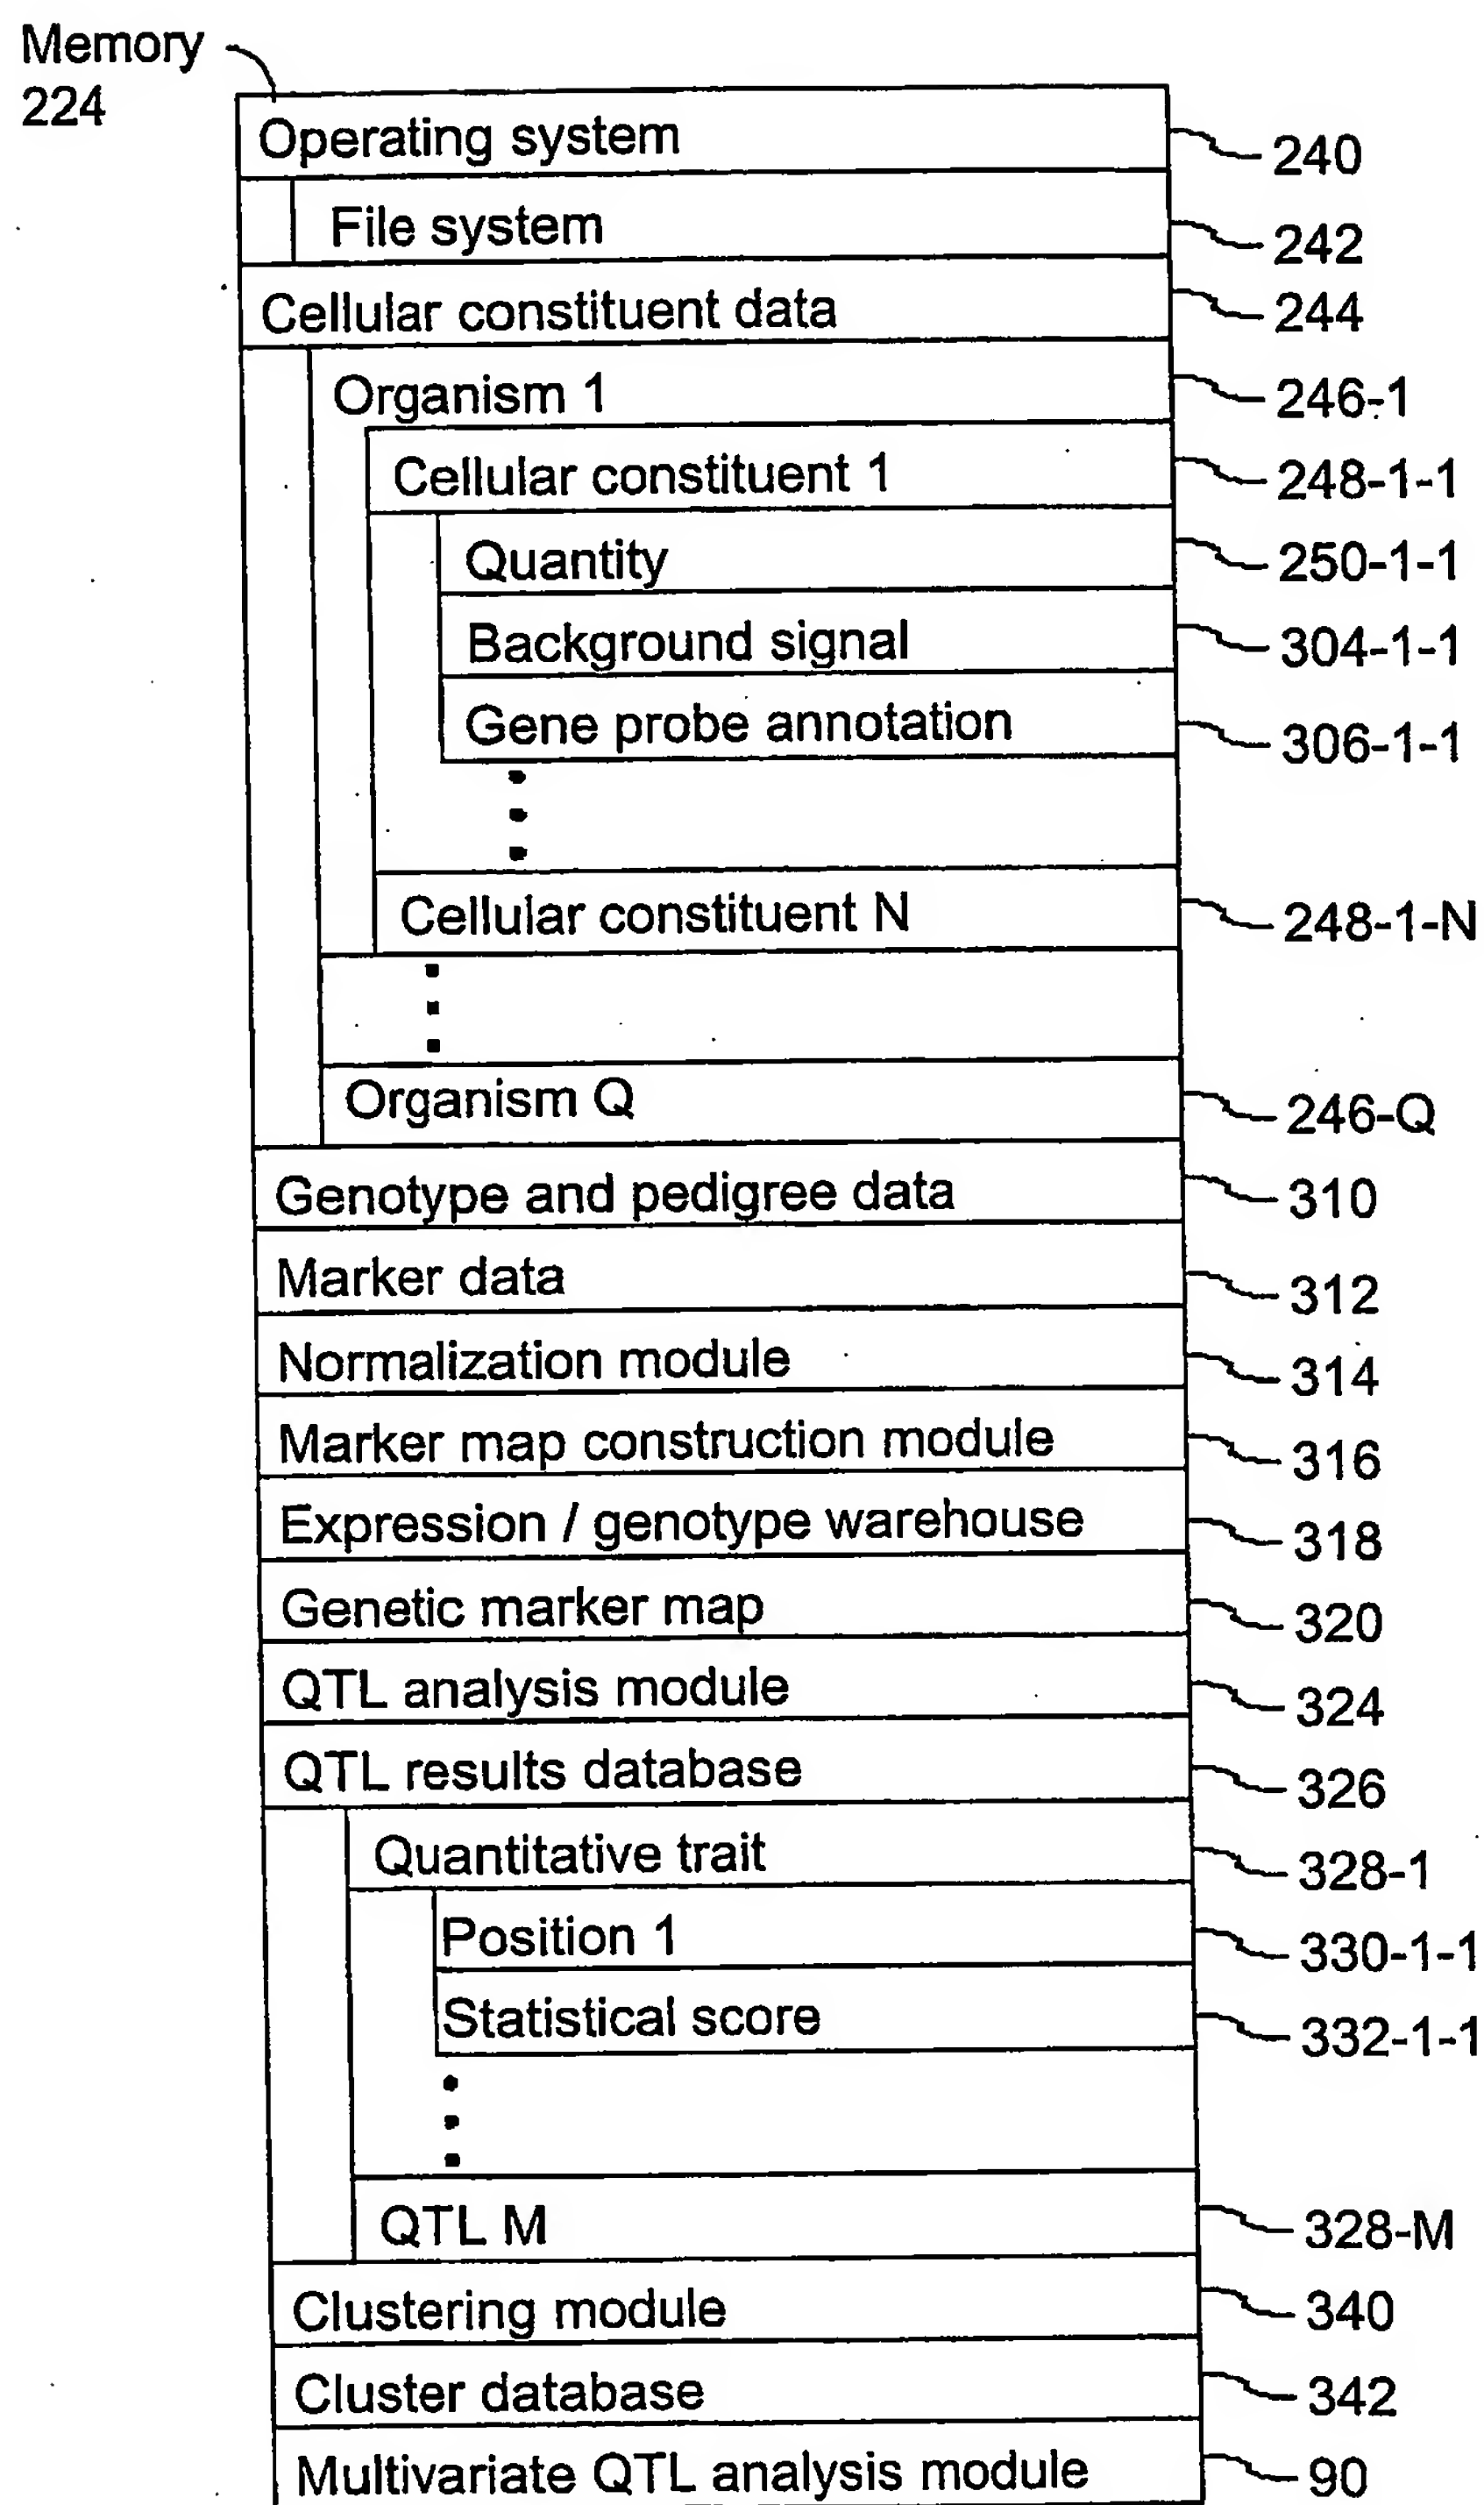 Memory
224
Operating system 240
File system 242
Cellular constituent data 244
Organism 1 246-1
Cellular constituent 1 248-1-1
Quantity 250-1-1
Background signal 304-1-1
Gene probe annotation 306-1-1
Cellular constituent N 248-1-N
Organism Q 246-Q
Genotype and pedigree data 310
Marker data 312
Normalization module 314
Marker map construction module 316
Expression / genotype warehouse 318
Genetic marker map 320
QTL analysis module 324
QTL results database 326
Quantitative trait 328-1
Position 1 330-1-1
Statistical score 332-1-1
QTL M 328-M
Clustering module 340
Cluster database 342
Multivariate QTL analysis module 90